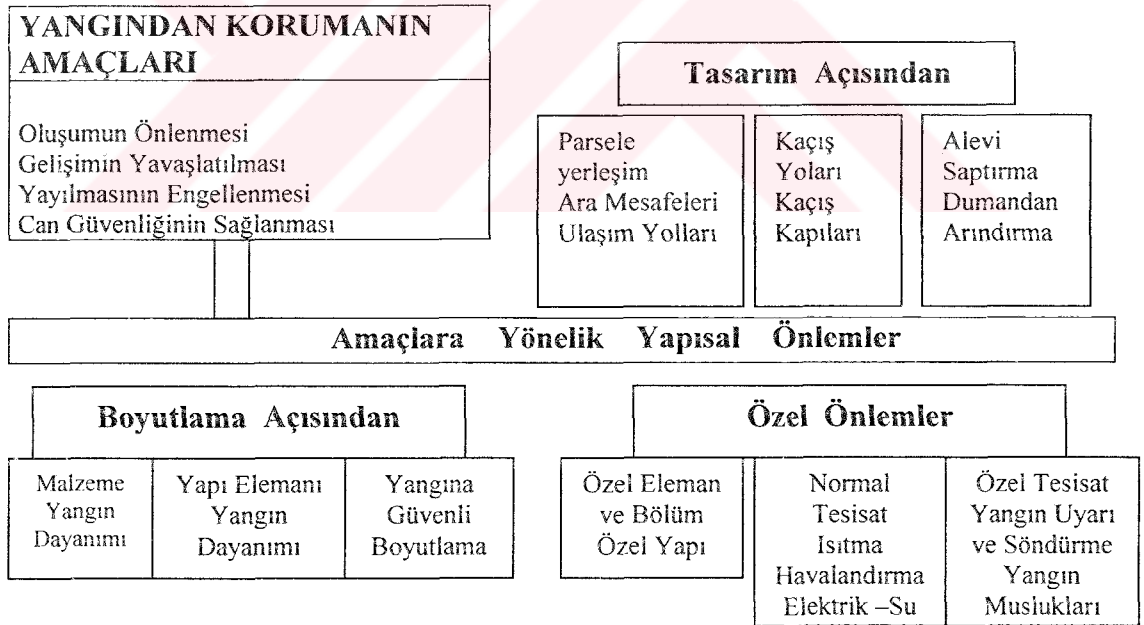 YANGINDAN KORUMANIN
AMAÇLARI
Oluşumun Önlenmesi
Gelişimin Yavaşlatılması
Yayılmasının Engellenmesi
Can Güvenliğinin Sağlanması
Tasarım Açısından
Parsele
yerleşim
Ara Mesafeleri
Ulaşım Yolları
Kaçış
Yoları
Kaçış
Kapıları
Alevi
Saptırma
Dumandan
Arındırma
Amaçlara Yönelik Yapısal Önlemler
Boyutlama Açısından
Malzeme
Yangın
Dayanımı
Yapı Elemanı
Yangın
Dayanımı
Yangına
Güvenli
Boyutlama
Özel Önlemler
Özel Eleman
ve Bölüm
Özel Yapı
Normal
Tesisat
Isıtma
Havalandırma
Elektrik –Su
Özel Tesisat
Yangın Uyarı
ve Söndürme
Yangın
Muslukları